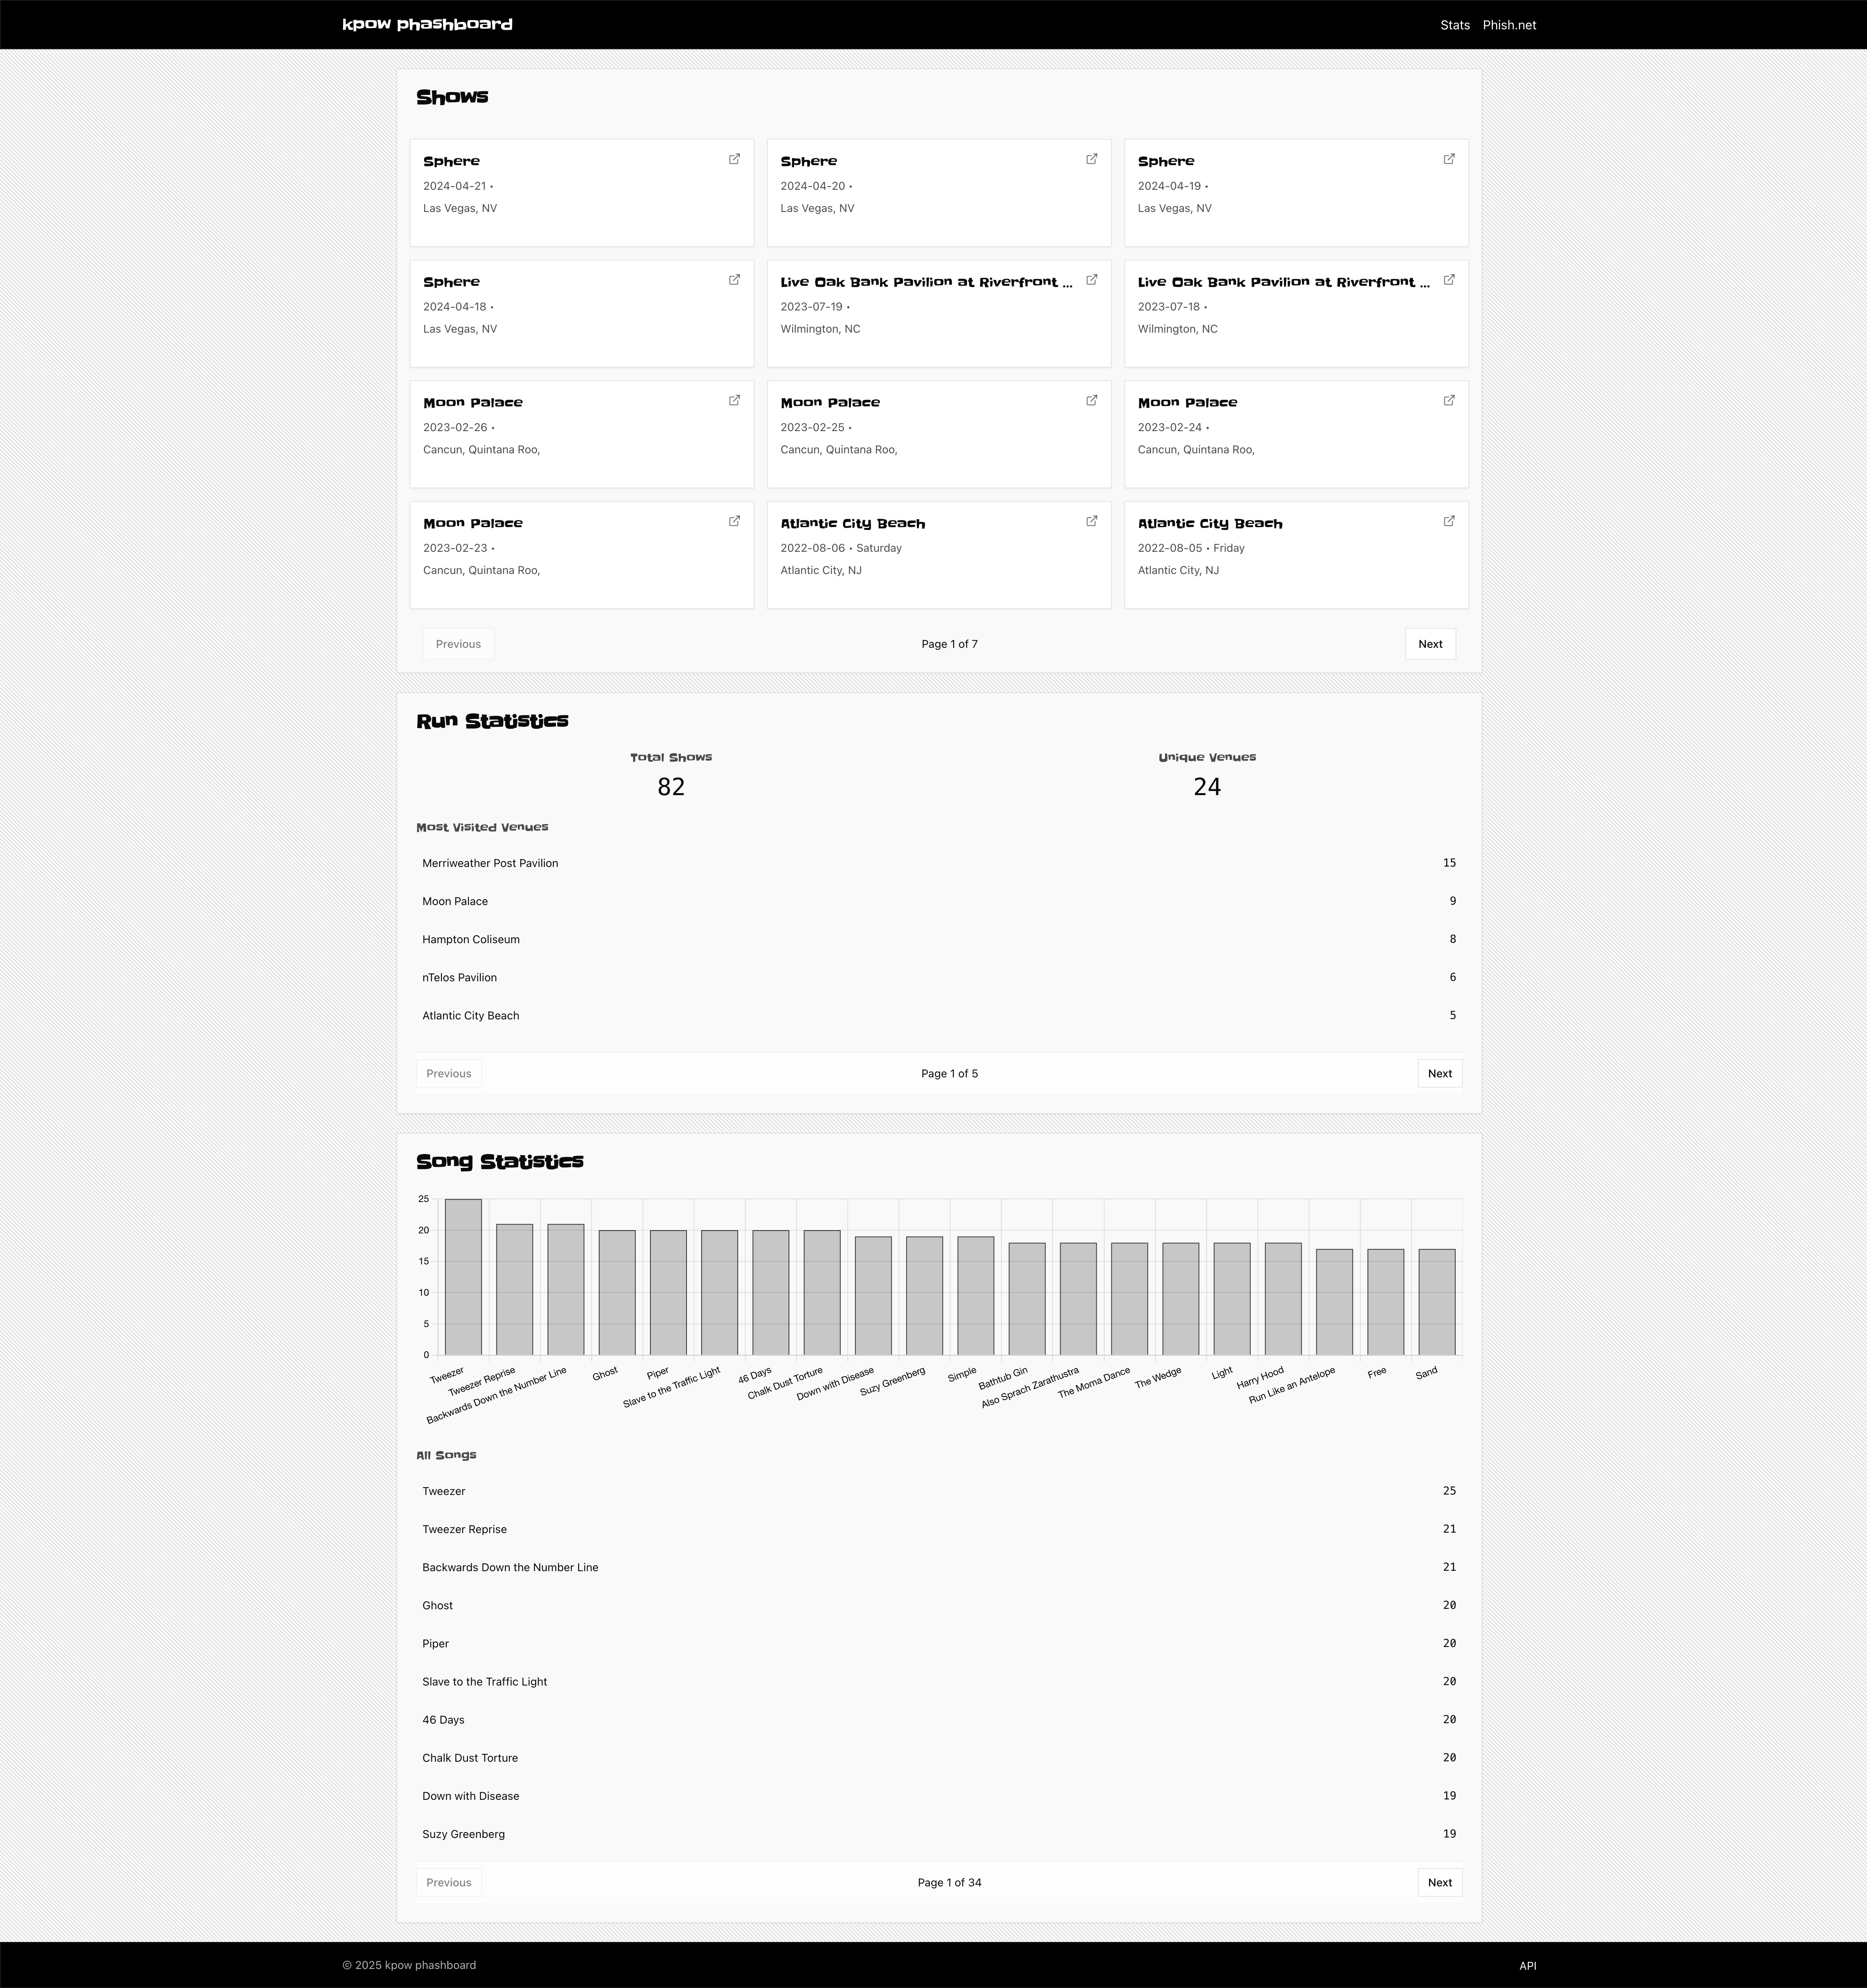 kpow phashboard
Stats Phish.net
Shows
Sphere
2024-04-21 •
Las Vegas, NV
Sphere
2024-04-20 •
Las Vegas, NV
Sphere
2024-04-19 •
Las Vegas, NV
Sphere
2024-04-18 •
Las Vegas, NV
Live Oak Bank Pavilion at Riverfront ...
2023-07-19 •
Wilmington, NC
Live Oak Bank Pavilion at Riverfront ...
2023-07-18 •
Wilmington, NC
Moon Palace
2023-02-26 •
Cancun, Quintana Roo,
Moon Palace
2023-02-25 •
Cancun, Quintana Roo,
Moon Palace
2023-02-24 •
Cancun, Quintana Roo,
Moon Palace
2023-02-23 •
Cancun, Quintana Roo,
Atlantic City Beach
2022-08-06 • Saturday
Atlantic City, NJ
Atlantic City Beach
2022-08-05 • Friday
Atlantic City, NJ
Previous Page 1 of 7 Next
Run Statistics
Total Shows
82
Unique Venues
24
Most Visited Venues
Merriweather Post Pavilion 15
Moon Palace 9
Hampton Coliseum 8
nTelos Pavilion 6
Atlantic City Beach 5
Previous Page 1 of 5 Next
Song Statistics
25
20
15
10
5
0
Tweezer
Tweezer Reprise
Backwards Down the Number Line
Ghost
Piper
Slave to the Traffic Light
46 Days
Chalk Dust Torture
Down with Disease
Suzy Greenberg
Simple
Bathtub Gin
Also Sprach Zarathustra
The Moma Dance
The Wedge
Light
Harry Hood
Run Like an Antelope
Free
Sand
All Songs
Tweezer 25
Tweezer Reprise 21
Backwards Down the Number Line 21
Ghost 20
Piper 20
Slave to the Traffic Light 20
46 Days 20
Chalk Dust Torture 20
Down with Disease 19
Suzy Greenberg 19
Previous Page 1 of 34 Next
© 2025 kpow phashboard
API